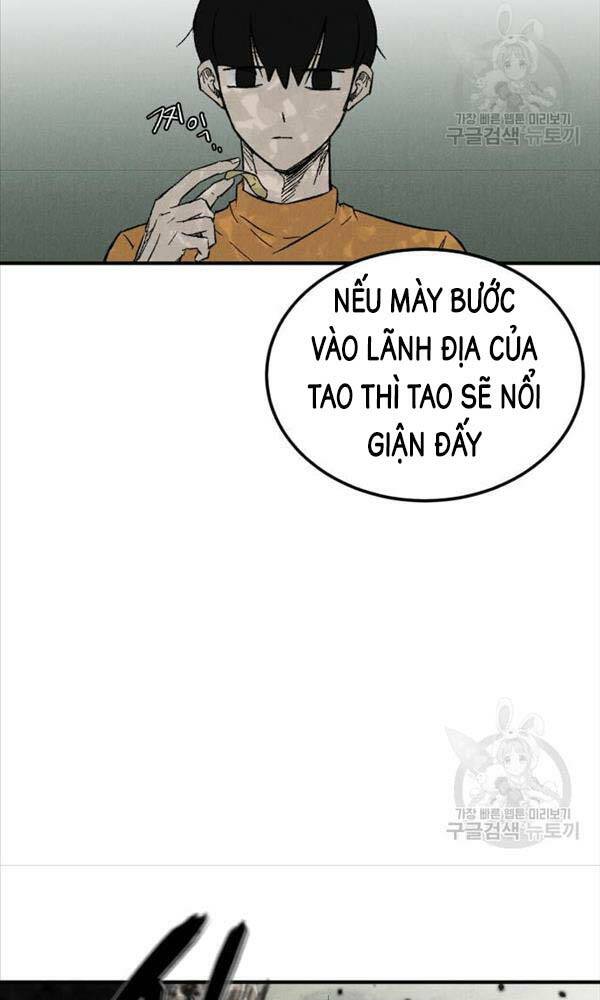 NẾU MÀY BƯỚC
VÀO LÃNH ĐỊA CỦA
TAO THÌ TAO SẼ NỔI
GIẬN ĐẤY
가장 빠른 웹툰 미리보기
구글검색 뉴토끼
가장 빠른 웹툰 미리보기
구글검색 뉴토끼